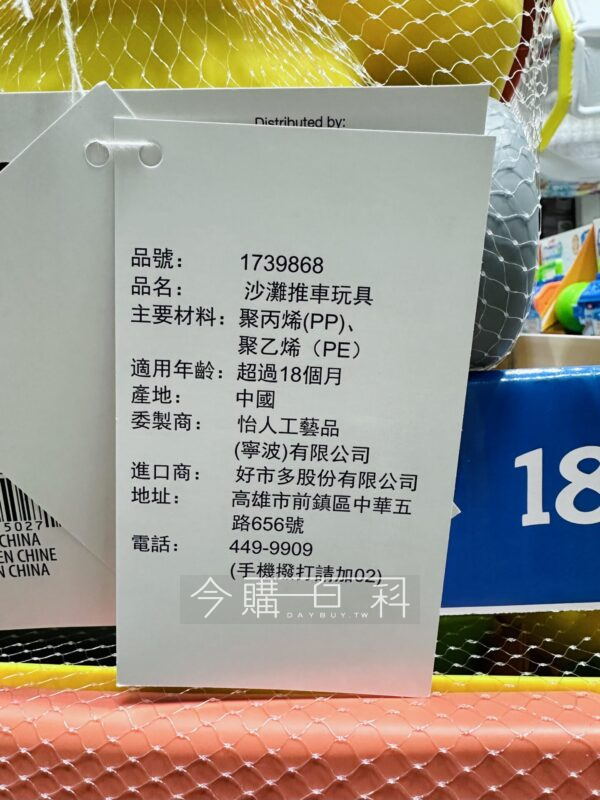 Distributed by:
品號： 1739868
品名： 沙灘推車玩具
主要材料：聚丙烯(PP)、
聚乙烯（PE）
適用年齡：超過18個月
產地： 中國
委製商： 怡人工藝品
(寧波)有限公司
進口商： 好市多股份有限公司
地址： 高雄市前鎮區中華五
路656號
電話： 449-9909
(手機撥打請加02)
今購百科
DAYBUY.TW
5027
CHINA
EN CHINE
N CHINA
18